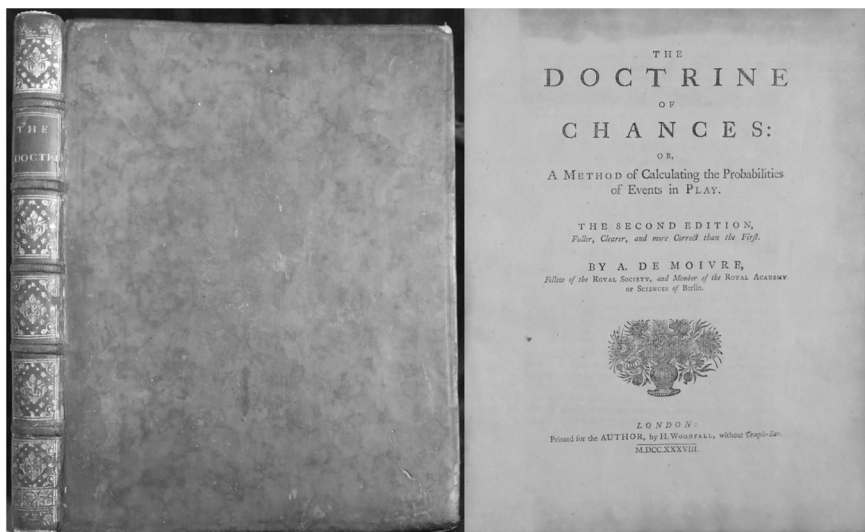 THE
DOCTRI
THE
DOCTRINE
OF
CHANCES:
OR,
A METHOD of Calculating the Probabilities
of Events in PLAY.
THE SECOND EDITION,
Fuller, Clearer, and more Correct than the First.
BY A. DE MOIVRE,
Fellow of the ROYAL SOCIETY, and Member of the ROYAL ACADEMY
OF SCIENCES of Berlin.
LONDON:
Printed for the AUTHOR, by H. WOODFALL, without Temple-Bar.
M.DCC.XXXVIII.